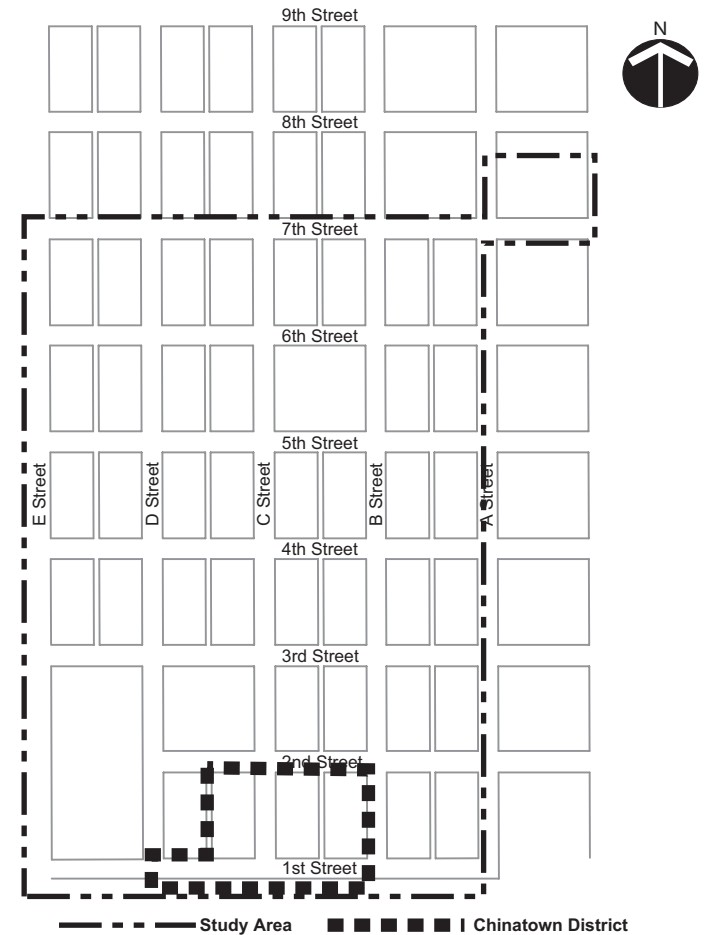 9th Street
N
8th Street
7th Street
6th Street
5th Street
E Street
D Street
C Street
B Street
A Street
4th Street
3rd Street
2nd Street
1st Street
Study Area
Chinatown District